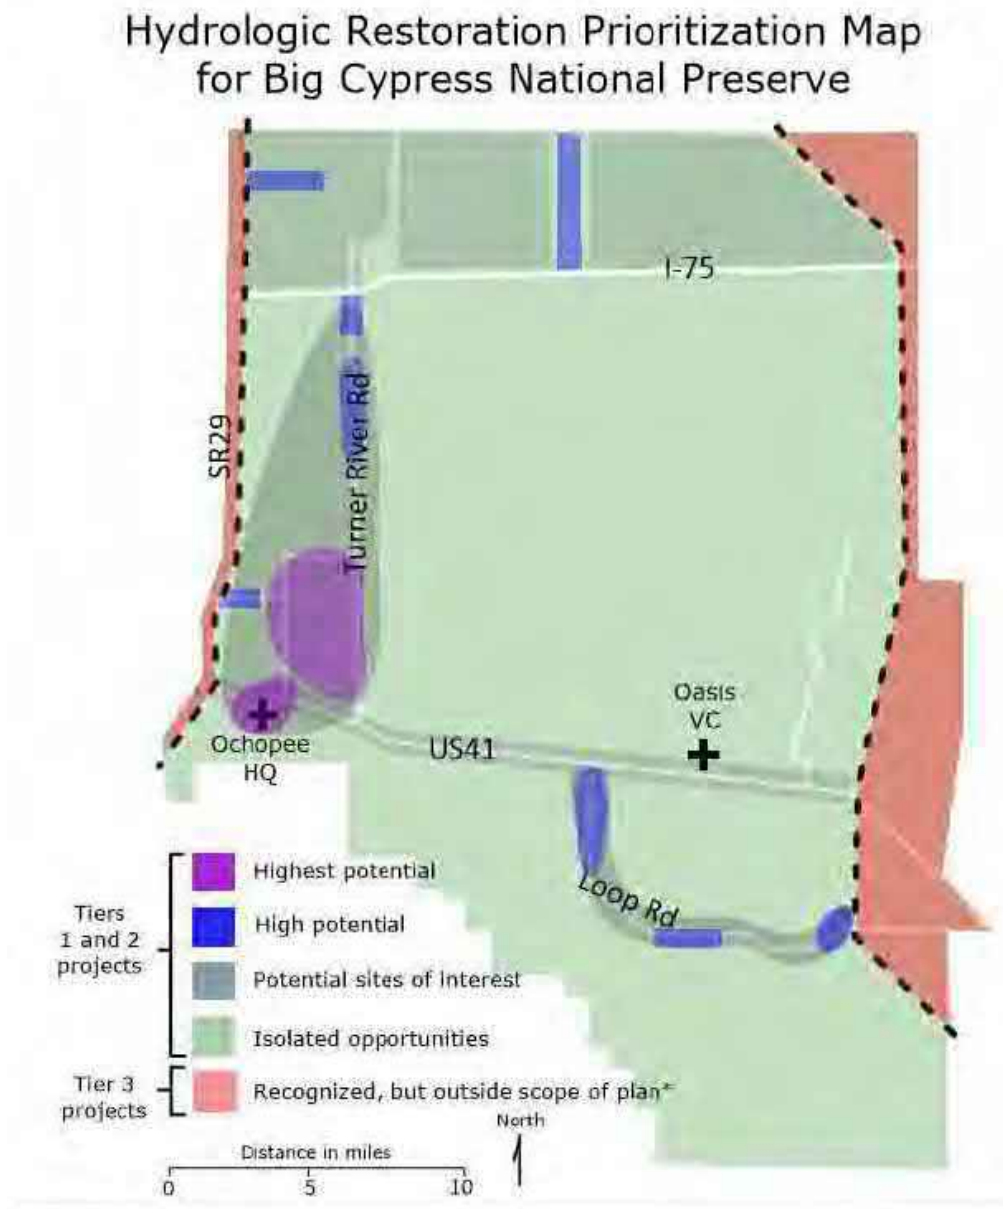 Hydrologic Restoration Prioritization Map
for Big Cypress National Preserve
I-75
SR29
Turner River Rd
Oasis
VC
Ochopee
HQ
US41
Loop Rd
Tiers
1 and 2
projects
Highest potential
High potential
Potential sites of interest
Isolated opportunities
Tier 3
projects
Recognized, but outside scope of plan*
North
Distance in miles
0 5 10